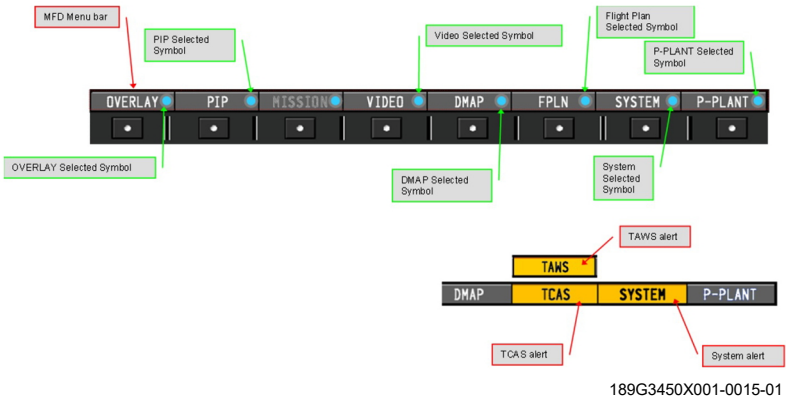 MFD Menu bar
PIP Selected
Symbol
Video Selected Symbol
Flight Plan
Selected Symbol
P-PLANT Selected
Symbol
OVERLAY PIP MISSION VIDEO DMAP FPLN SYSTEM P-PLANT
OVERLAY Selected Symbol
DMAP Selected
Symbol
System
Selected
Symbol
TAWS alert
TAWS
DMAP TCAS SYSTEM P-PLANT
TCAS alert
System alert
189G3450X001-0015-01